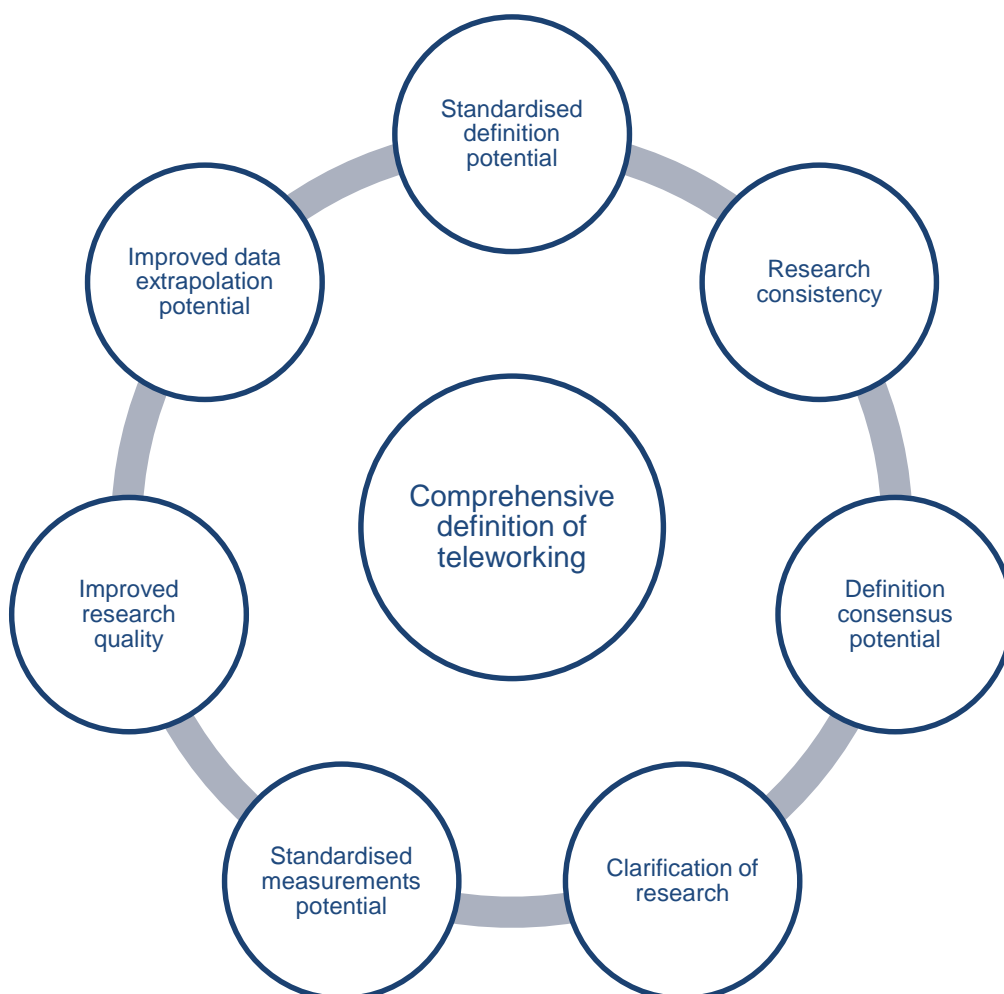 Standardised
definition
potential
Research
consistency
Definition
consensus
potential
Clarification of
research
Standardised
measurements
potential
Improved
research
quality
Improved data
extrapolation
potential
Comprehensive
definition of
teleworking